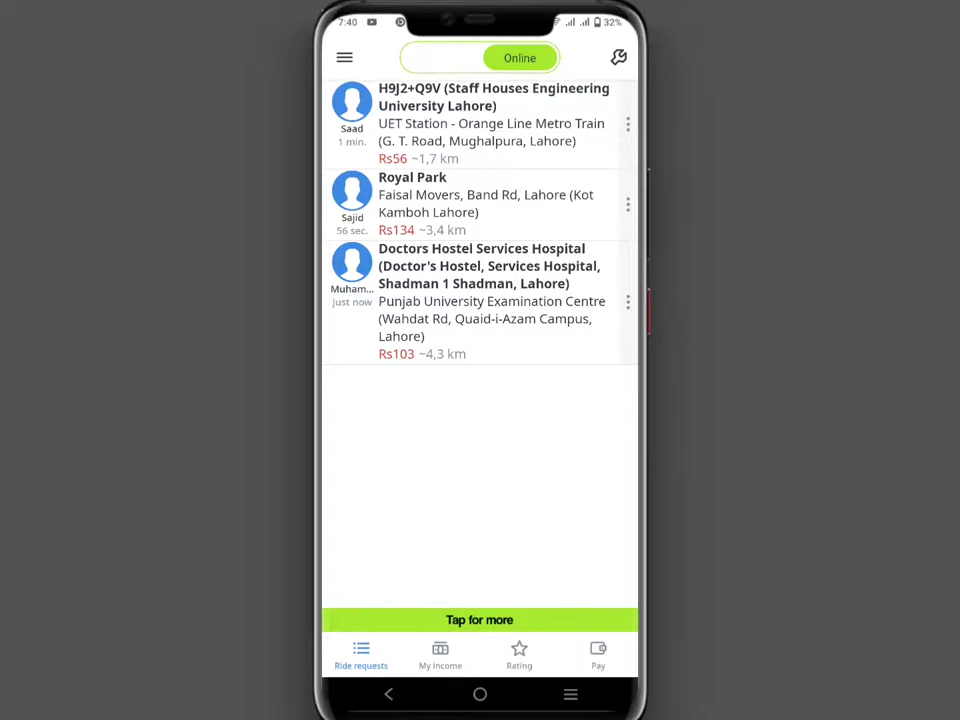 7:40
32%
Online
H9J2+Q9V (Staff Houses Engineering
University Lahore)
UET Station - Orange Line Metro Train
(G. T. Road, Mughalpura, Lahore)
Rs56 ~1,7 km
Saad
1 min.
Royal Park
Faisal Movers, Band Rd, Lahore (Kot
Kamboh Lahore)
Rs134 ~3,4 km
Sajid
56 sec.
Doctors Hostel Services Hospital
(Doctor's Hostel, Services Hospital,
Shadman 1 Shadman, Lahore)
Punjab University Examination Centre
(Wahdat Rd, Quaid-i-Azam Campus,
Lahore)
Rs103 ~4,3 km
Muham...
Just now
Tap for more
Ride requests
My income
Rating
Pay